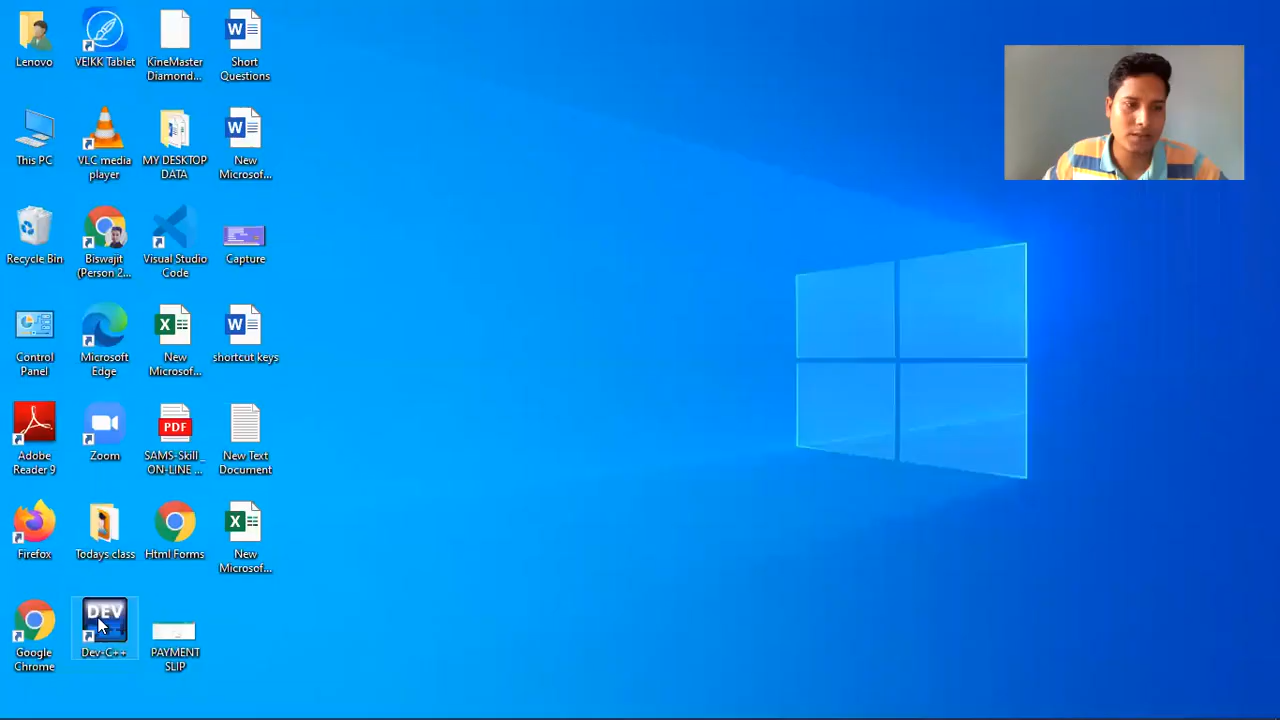 Lenovo
VEIKK Tablet
KineMaster
Diamond...
Short
Questions
This PC
VLC media
player
MY DESKTOP
DATA
New
Microsof...
Recycle Bin
Biswajit
(Person 2...
Visual Studio
Code
Capture
Control
Panel
Microsoft
Edge
New
Microsof...
shortcut keys
Adobe
Reader 9
Zoom
PDF
SAMS-Skill_
ON-LINE ...
New Text
Document
Firefox
Todays class
Html Forms
New
Microsof...
Google
Chrome
DEV
Dev-C++
PAYMENT
SLIP